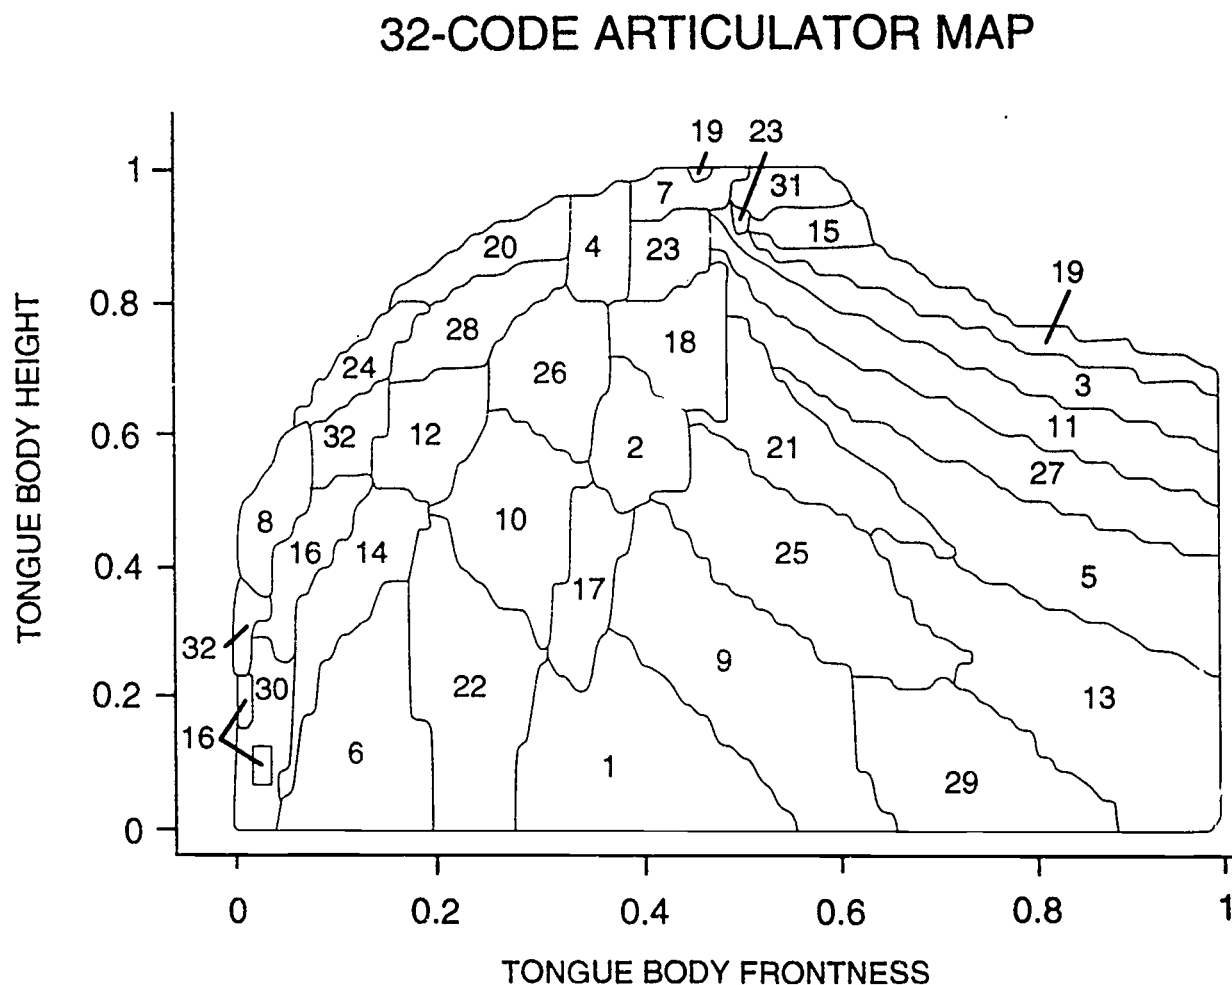 32-CODE ARTICULATOR MAP
19 23
1 7 31
20 4 23 15
19
0.8
28 18
24 26 3
11
0.6 32 12 2 21
27
8 10
16 14 25
0.4 17 5
32
9
0.2 30 22 13
16
6 1 29
0
0 0.2 0.4 0.6 0.8 1
TONGUE BODY HEIGHT
TONGUE BODY FRONTNESS